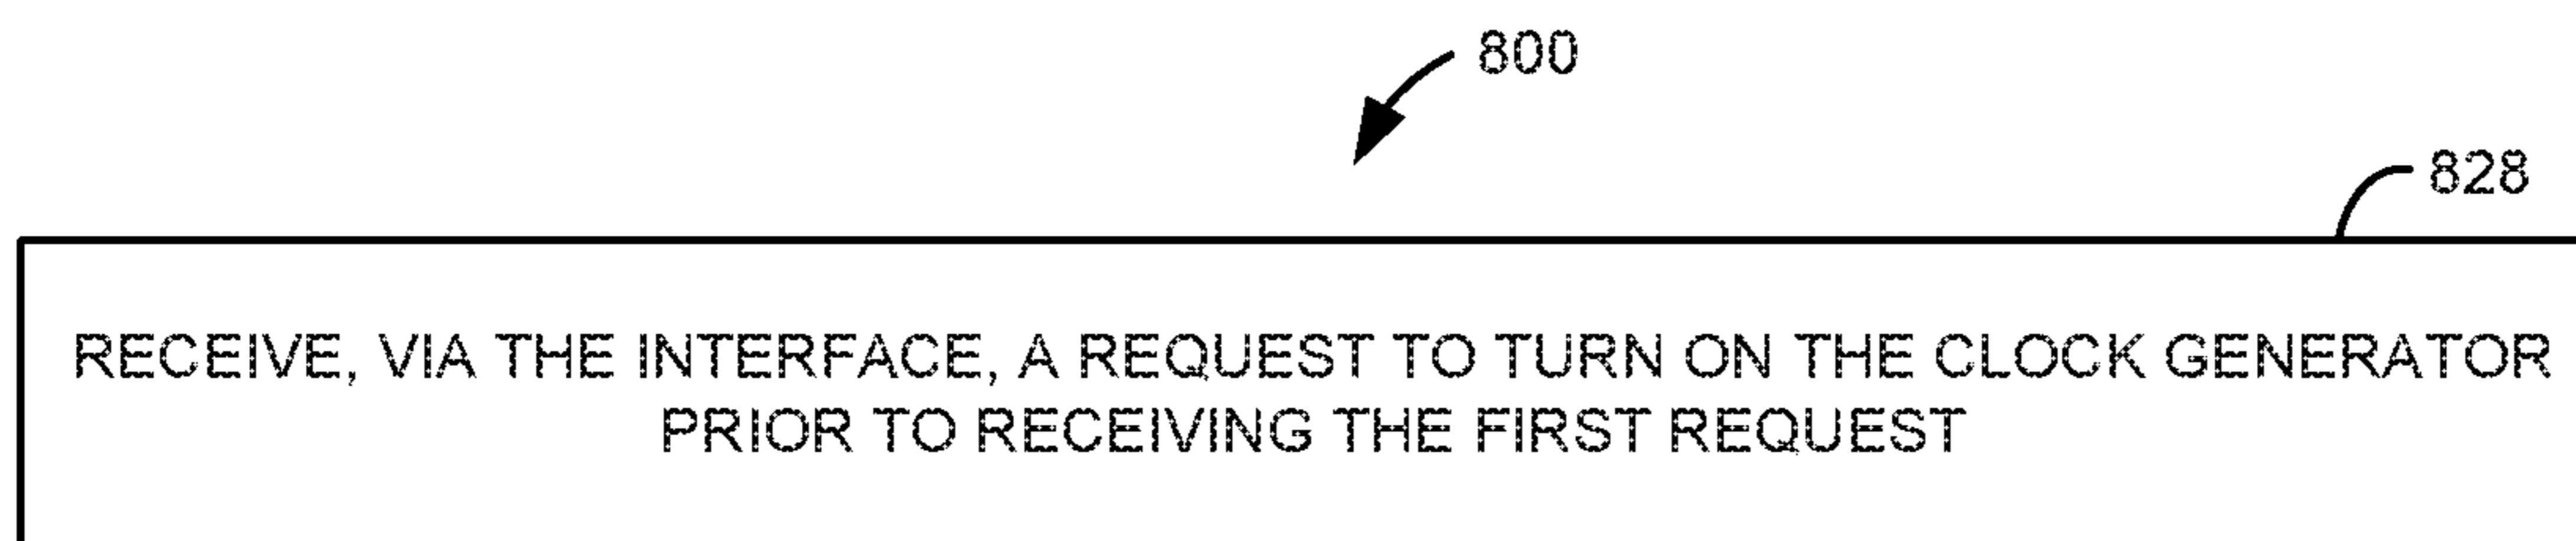 800
828
RECEIVE, VIA THE INTERFACE, A REQUEST TO TURN ON THE CLOCK GENERATOR
PRIOR TO RECEIVING THE FIRST REQUEST